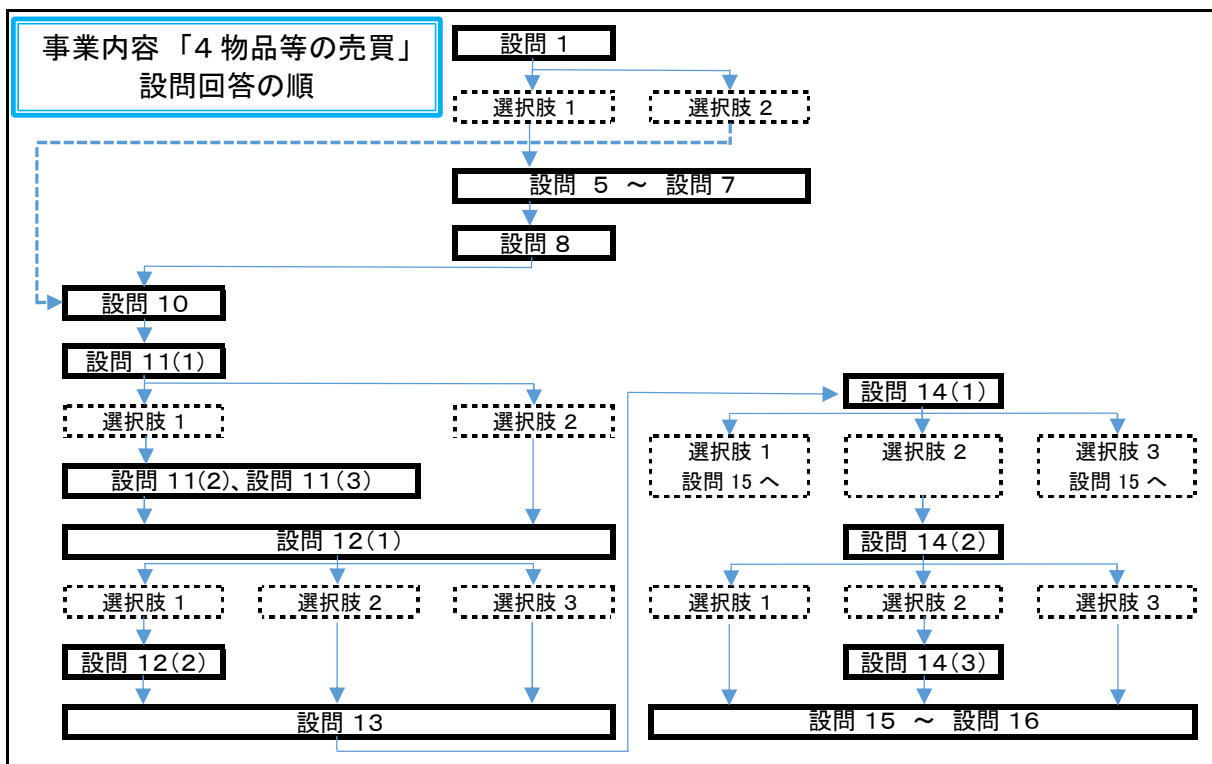 事業内容「4 物品等の売買」
設問回答の順
設問 1
選択肢 1
選択肢 2
設問 5 ～ 設問 7
設問 8
設問 10
設問 11(1)
選択肢 1
選択肢 2
設問 11(2)、設問 11(3)
設問 12(1)
選択肢 1
選択肢 2
選択肢 3
設問 12(2)
設問 13
設問 14(1)
選択肢 1
設問 15 へ
選択肢 2
選択肢 3
設問 15 へ
設問 14(2)
選択肢 1
選択肢 2
選択肢 3
設問 14(3)
設問 15 ～ 設問 16